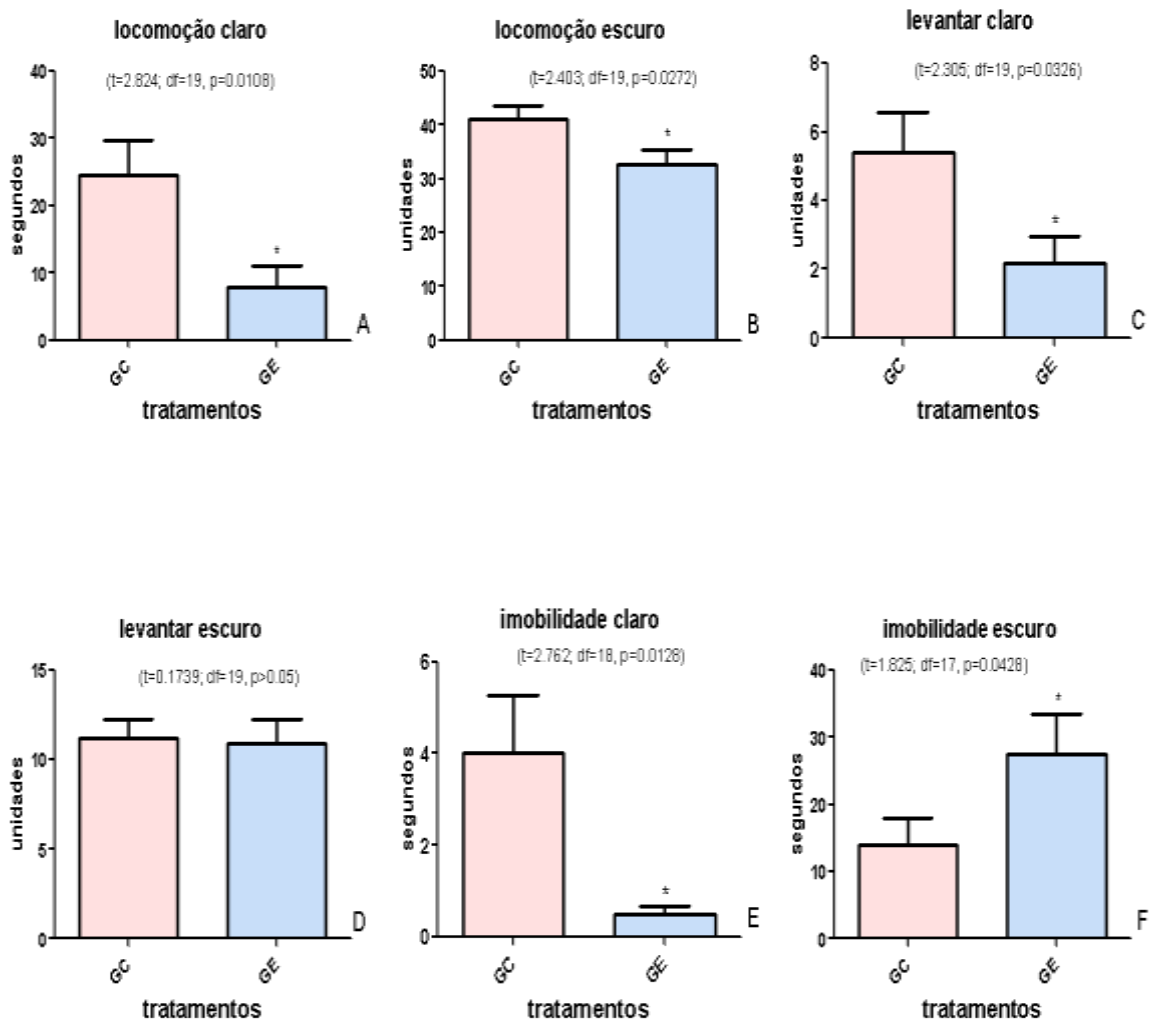 locomoção claro
(t=2.824; df=19, p=0.0108)
40
30
20
10
0
segundos
*
GC
GE
tratamentos
A
locomoção escuro
(t=2.403; df=19, p=0.0272)
50
40
30
20
10
0
unidades
*
GC
GE
tratamentos
B
levantar claro
(t=2.305; df=19, p=0.0326)
8
6
4
2
0
unidades
*
GC
GE
tratamentos
C
levantar escuro
(t=0.1739; df=19, p>0.05)
15
10
5
0
unidades
GC
GE
tratamentos
D
imobilidade claro
(t=2.762; df=18, p=0.0128)
6
4
2
0
segundos
*
GC
GE
tratamentos
E
imobilidade escuro
(t=1.825; df=17, p=0.0428)
40
30
20
10
0
segundos
*
GC
GE
tratamentos
F